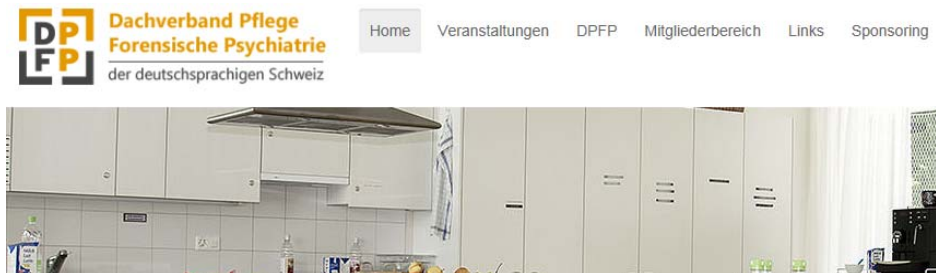 DP
FP
Dachverband Pflege
Forensische Psychiatrie
der deutschsprachigen Schweiz
Home Veranstaltungen DPFP Mitgliederbereich Links Sponsoring